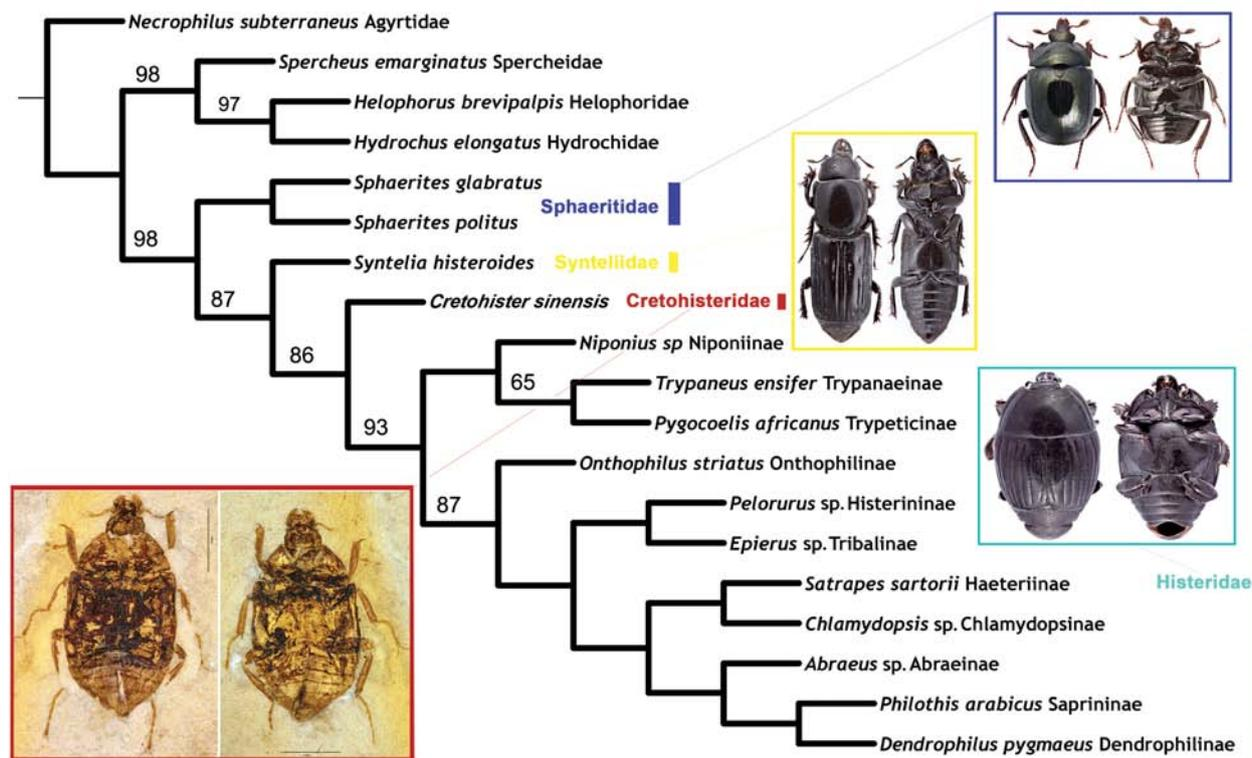 Necrophilus subterraneus Agyrtidae
98
Spercheus emarginatus Spercheidae
97
Helophorus brevipalpis Helophoridae
Hydrochus elongatus Hydrochidae
Sphaerites glabratus
Sphaeritidae
Sphaerites politus
98
Syntelia histeroides Synteliidae
87
Cretohister sinensis Cretohisteridae
86
Niponius sp Niponiinae
65
Trypaneus ensifer Trypanaeinae
Pygocoelis africanus Trypeticinae
93
Onthophilus striatus Onthophilinae
87
Pelorurus sp. Histerininae
Epierus sp. Tribalinae
Satrapes sartorii Haeteriinae
Histeridae
Chlamydopsis sp. Chlamydopsinae
Abraeus sp. Abraeinae
Philothis arabicus Saprininae
Dendrophilus pygmaeus Dendrophilinae